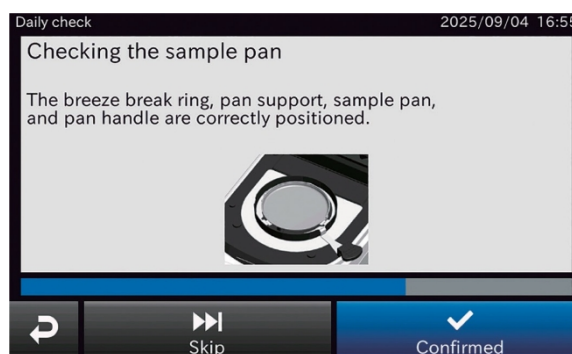 Daily check
2025/09/04 16:55
Checking the sample pan
The breeze break ring, pan support, sample pan,
and pan handle are correctly positioned.
Skip
Confirmed